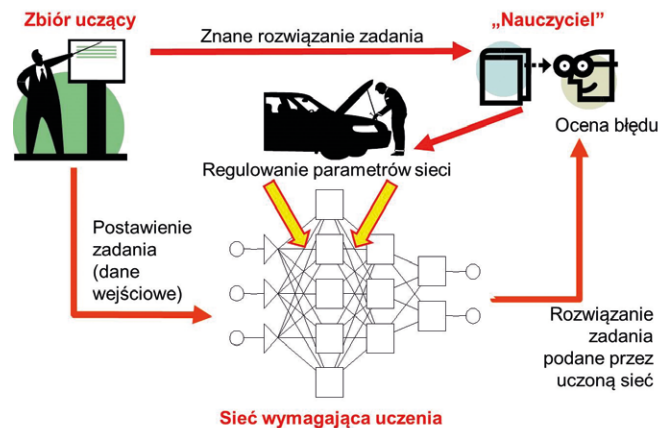 Zbiór uczący
Znane rozwiązanie zadania
„Nauczyciel”
Ocena błędu
Regulowanie parametrów sieci
Postawienie
zadania
(dane
wejściowe)
Rozwiązanie
zadania
podane przez
uczoną sieć
Sieć wymagająca uczenia